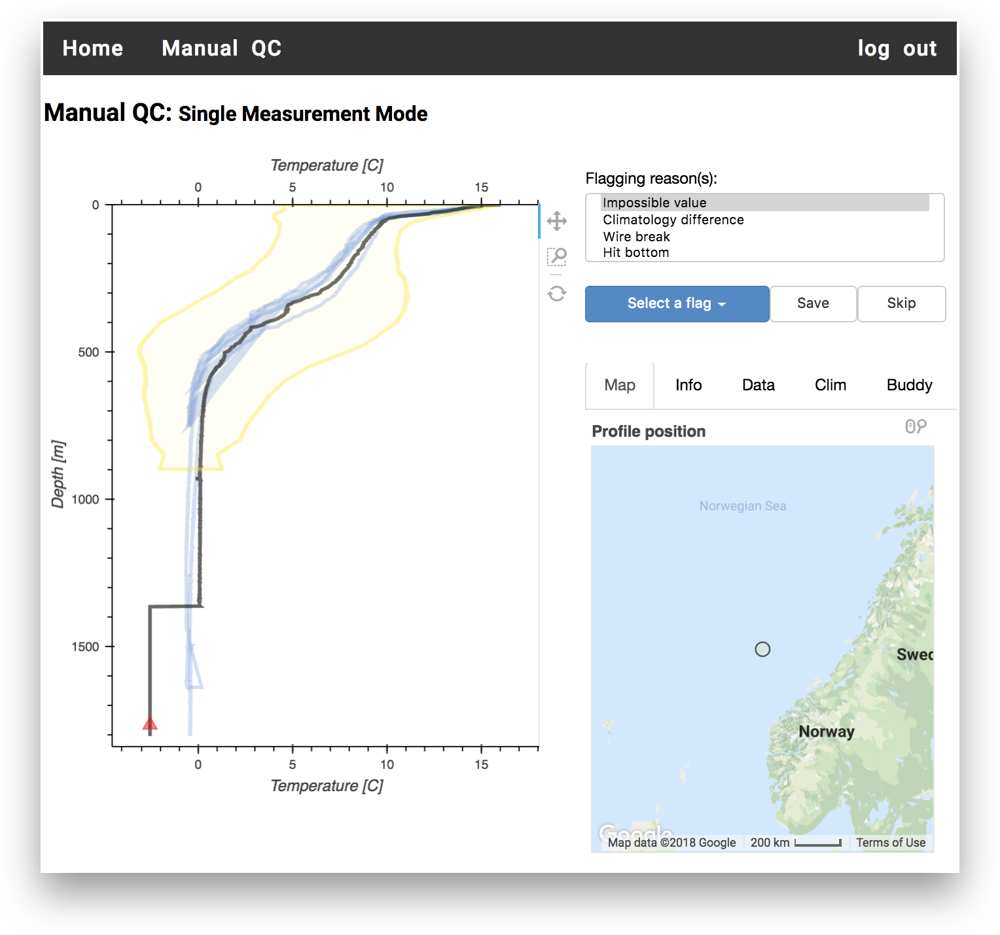 Home Manual QC log out
Manual QC: Single Measurement Mode
Temperature [C]
0 5 10 15
0
500
1000
1500
Depth [m]
0 5 10 15
Temperature [C]
Flagging reason(s):
Impossible value
Climatology difference
Wire break
Hit bottom
Select a flag Save Skip
Map Info Data Clim Buddy
Profile position
Norwegian Sea
Swed
Norway
Google
Map data ©2018 Google 200 km Terms of Use